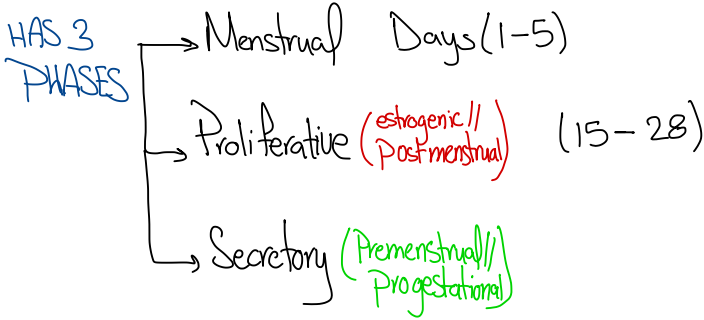 HAS 3
PHASES
Menstrual Days (1-5)
Proliferative (estrogenic//
Postmenstrual) (15-28)
Secretory (Premenstrual//
Progestational)